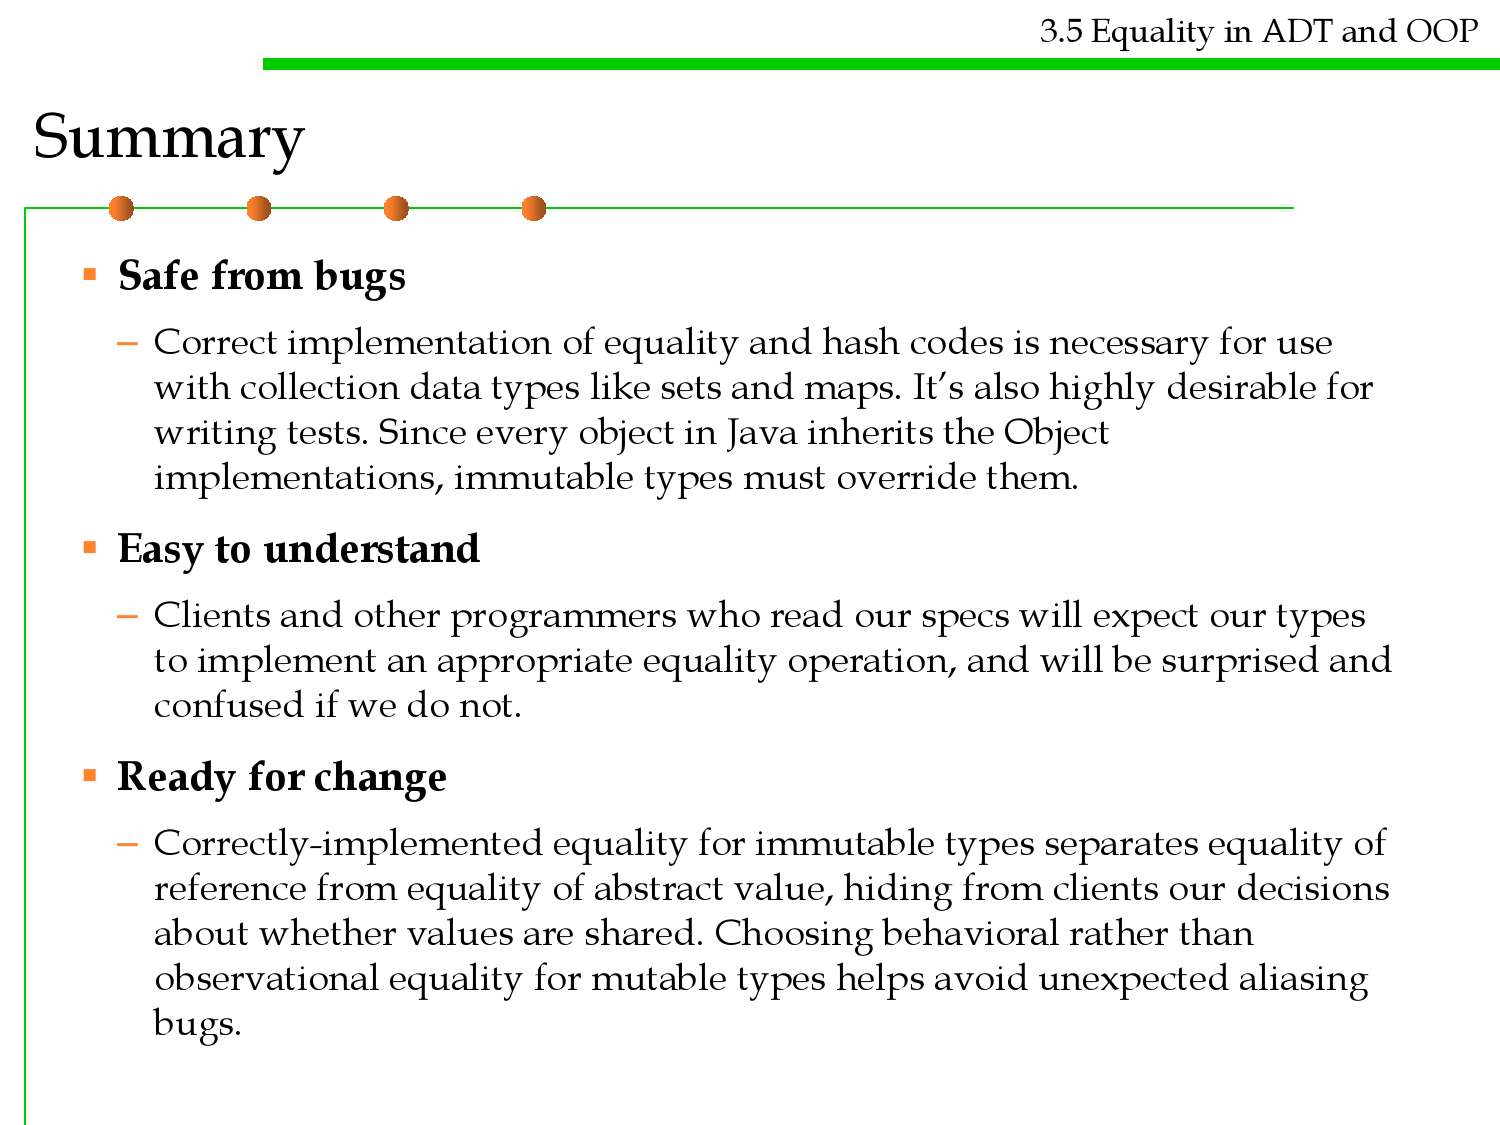 3.5 Equality in ADT and OOP
Summary
▪ Safe from bugs
– Correct implementation of equality and hash codes is necessary for use
with collection data types like sets and maps. It’s also highly desirable for
writing tests. Since every object in Java inherits the Object
implementations, immutable types must override them.
▪ Easy to understand
– Clients and other programmers who read our specs will expect our types
to implement an appropriate equality operation, and will be surprised and
confused if we do not.
▪ Ready for change
– Correctly-implemented equality for immutable types separates equality of
reference from equality of abstract value, hiding from clients our decisions
about whether values are shared. Choosing behavioral rather than
observational equality for mutable types helps avoid unexpected aliasing
bugs.